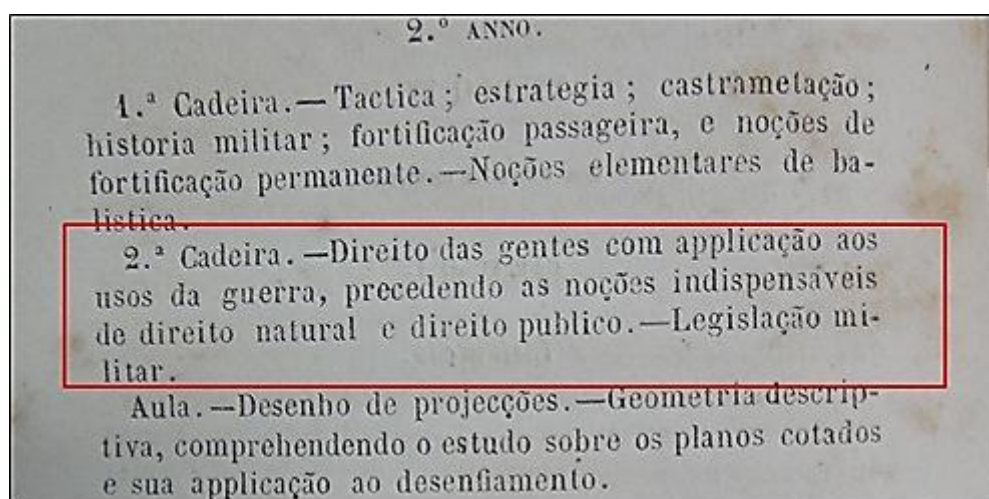 2.º ANNO.
1.ª Cadeira.—Tactica; estrategia; castrametação;
historia militar; fortificação passageira, e noções de
fortificação permanente.—Noções elementares de ba-
listica.
2.ª Cadeira.—Direito das gentes com applicação aos
usos da guerra, precedendo as noções indispensaveis
de direito natural e direito publico.—Legislação mi-
litar.
Aula.—Desenho de projecções.—Geometria descrip-
tiva, comprehendendo o estudo sobre os planos cotados
e sua applicação ao desenfiamento.